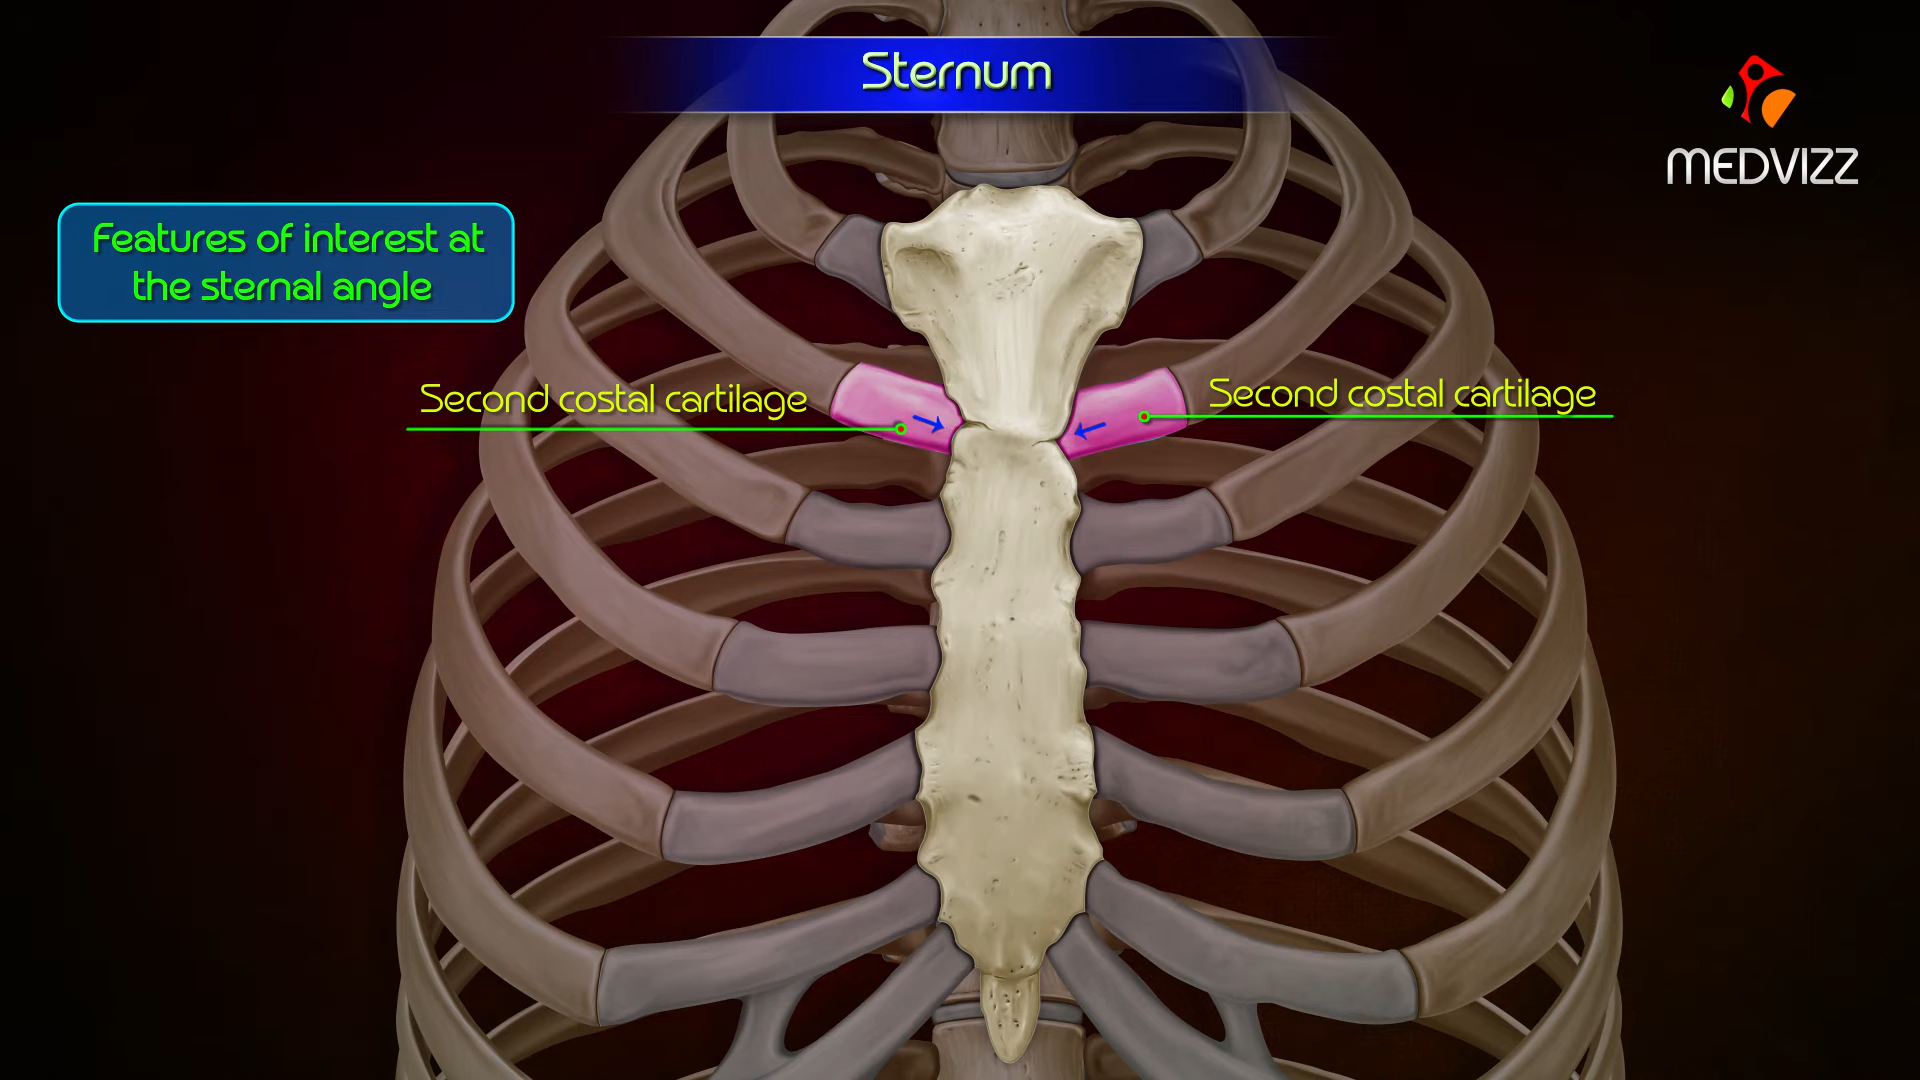 Sternum
MEDVIZZ
Features of interest at
the sternal angle
Second costal cartilage
Second costal cartilage